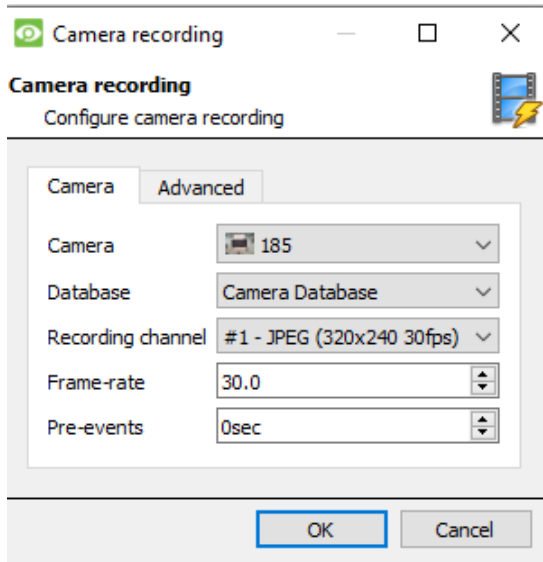 Camera recording
Camera recording
Configure camera recording
Camera Advanced
Camera 185
Database Camera Database
Recording channel #1 - JPEG (320x240 30fps)
Frame-rate 30.0
Pre-events 0sec
OK Cancel